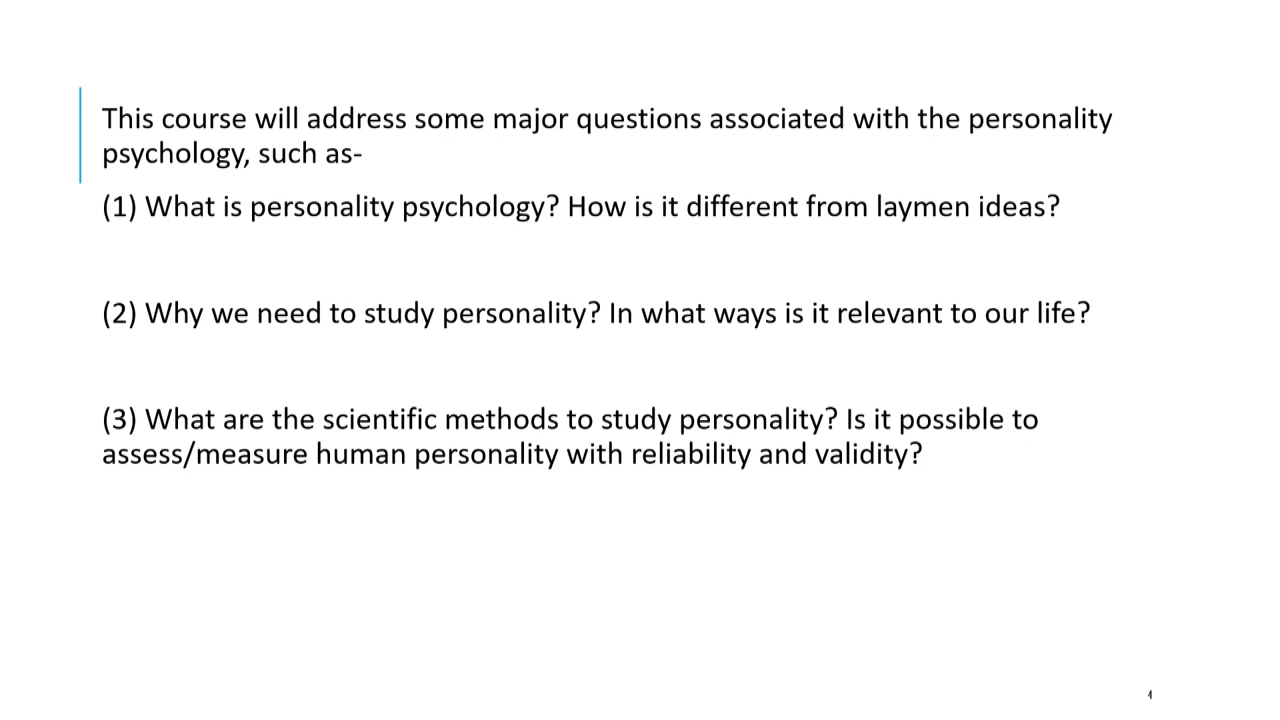 This course will address some major questions associated with the personality
psychology, such as-
(1) What is personality psychology? How is it different from laymen ideas?
(2) Why we need to study personality? In what ways is it relevant to our life?
(3) What are the scientific methods to study personality? Is it possible to
assess/measure human personality with reliability and validity?
4